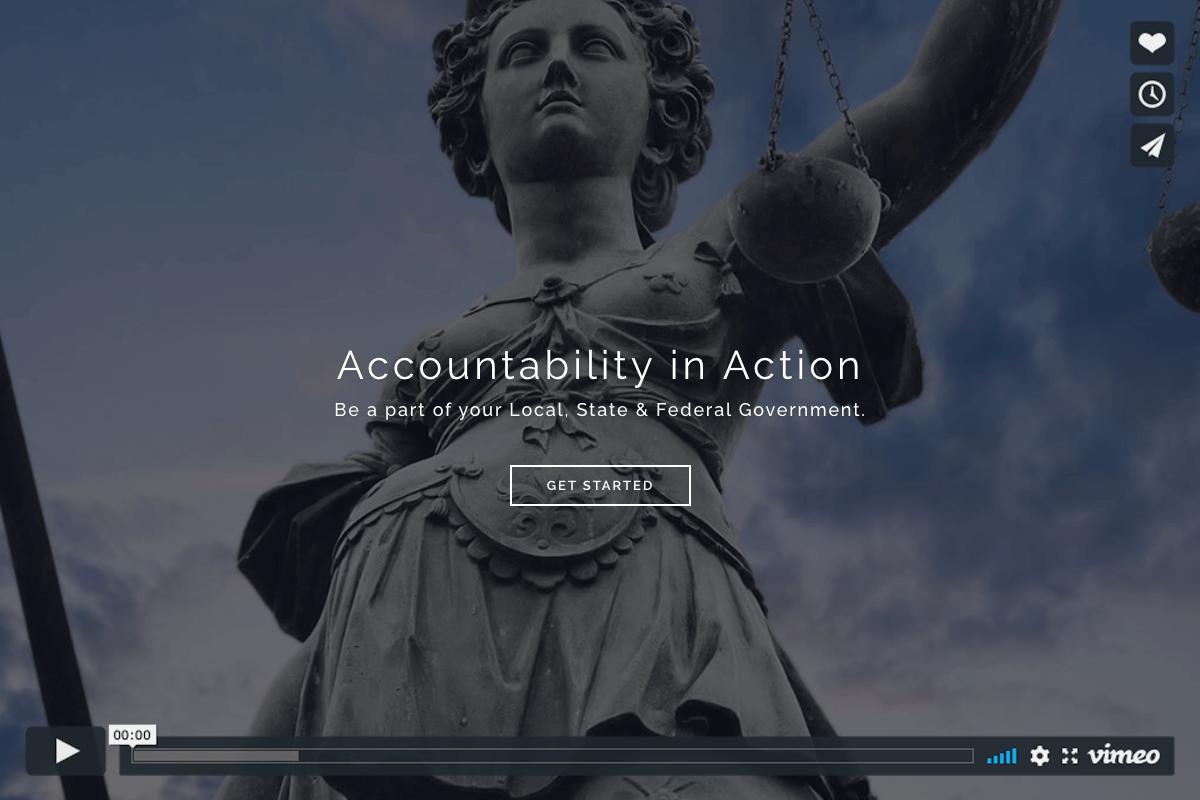 Accountability in Action
Be a part of your Local, State & Federal Government.
GET STARTED
00:00
vimeo